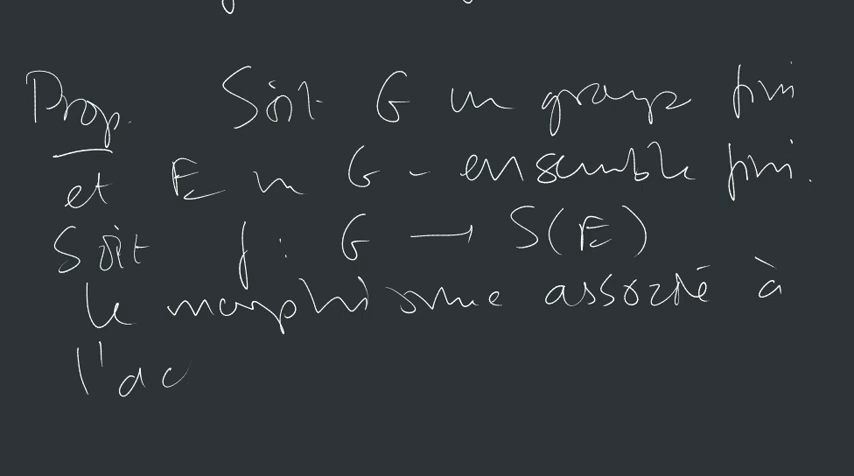 Prop. Soit G un groupe fini
et E un G-ensemble fini.
Soit f : G → S(E)
le morphisme associé à
l'ac